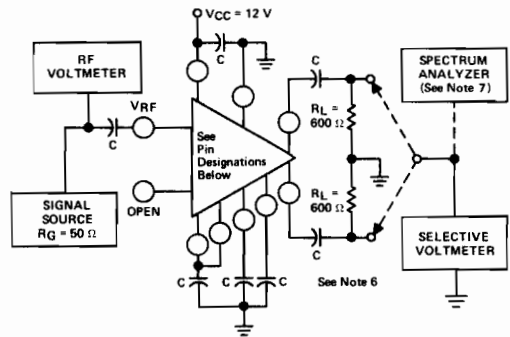 VCC = 12 V
C
RF
VOLTMETER
VRF
C
SIGNAL
SOURCE
RG = 50 Ω
OPEN
See
Pin
Designations
Below
C
C
C
C
RL =
600 Ω
RL =
600 Ω
C
See Note 6
SPECTRUM
ANALYZER
(See Note 7)
SELECTIVE
VOLTMETER